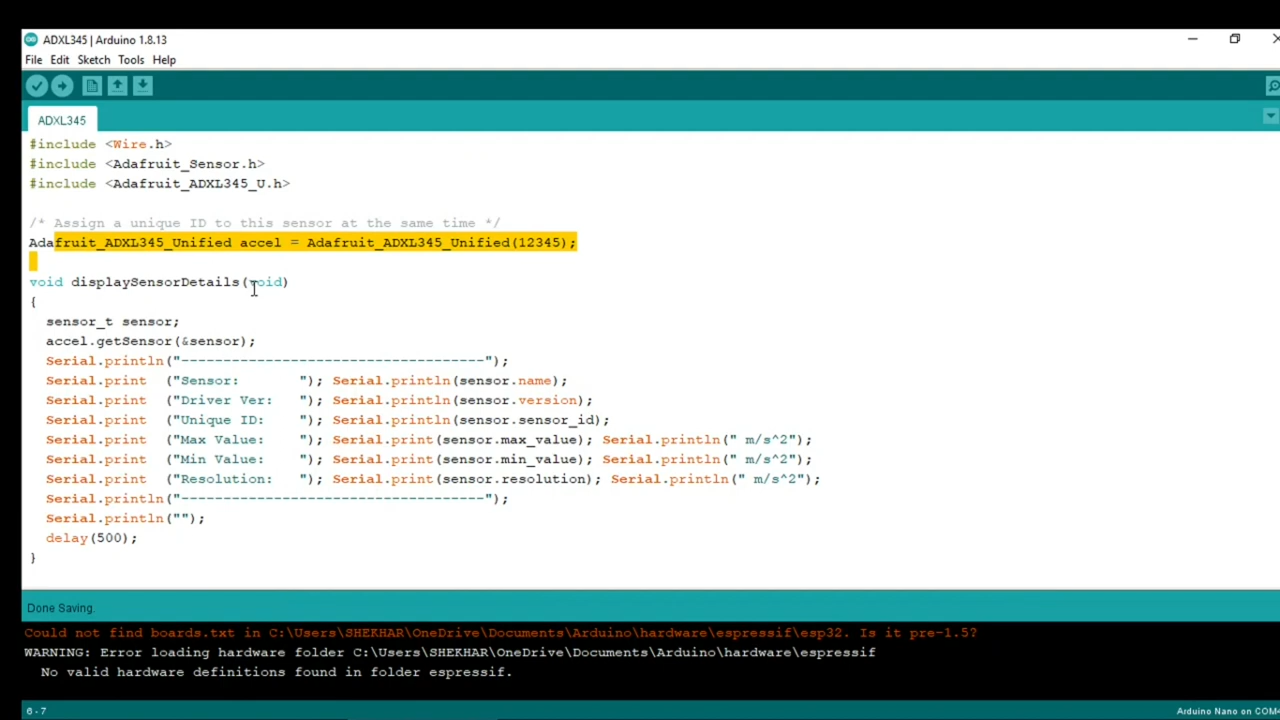 ADXL345 | Arduino 1.8.13
File Edit Sketch Tools Help
ADXL345
#include <Wire.h>
#include <Adafruit_Sensor.h>
#include <Adafruit_ADXL345_U.h>
/* Assign a unique ID to this sensor at the same time */
Adafruit_ADXL345_Unified accel = Adafruit_ADXL345_Unified(12345);
void displaySensorDetails(void)
{
sensor_t sensor;
accel.getSensor(&sensor);
Serial.println("------------------------------------");
Serial.print  ("Sensor:       "); Serial.println(sensor.name);
Serial.print  ("Driver Ver:   "); Serial.println(sensor.version);
Serial.print  ("Unique ID:    "); Serial.println(sensor.sensor_id);
Serial.print  ("Max Value:    "); Serial.print(sensor.max_value); Serial.println(" m/s^2");
Serial.print  ("Min Value:    "); Serial.print(sensor.min_value); Serial.println(" m/s^2");
Serial.print  ("Resolution:   "); Serial.print(sensor.resolution); Serial.println(" m/s^2");
Serial.println("------------------------------------");
Serial.println("");
delay(500);
}
Done Saving.
Could not find boards.txt in C:\Users\SHEKHAR\OneDrive\Documents\Arduino\hardware\espressif\esp32. Is it pre-1.5?
WARNING: Error loading hardware folder C:\Users\SHEKHAR\OneDrive\Documents\Arduino\hardware\espressif
No valid hardware definitions found in folder espressif.
6 - 7
Arduino Nano on